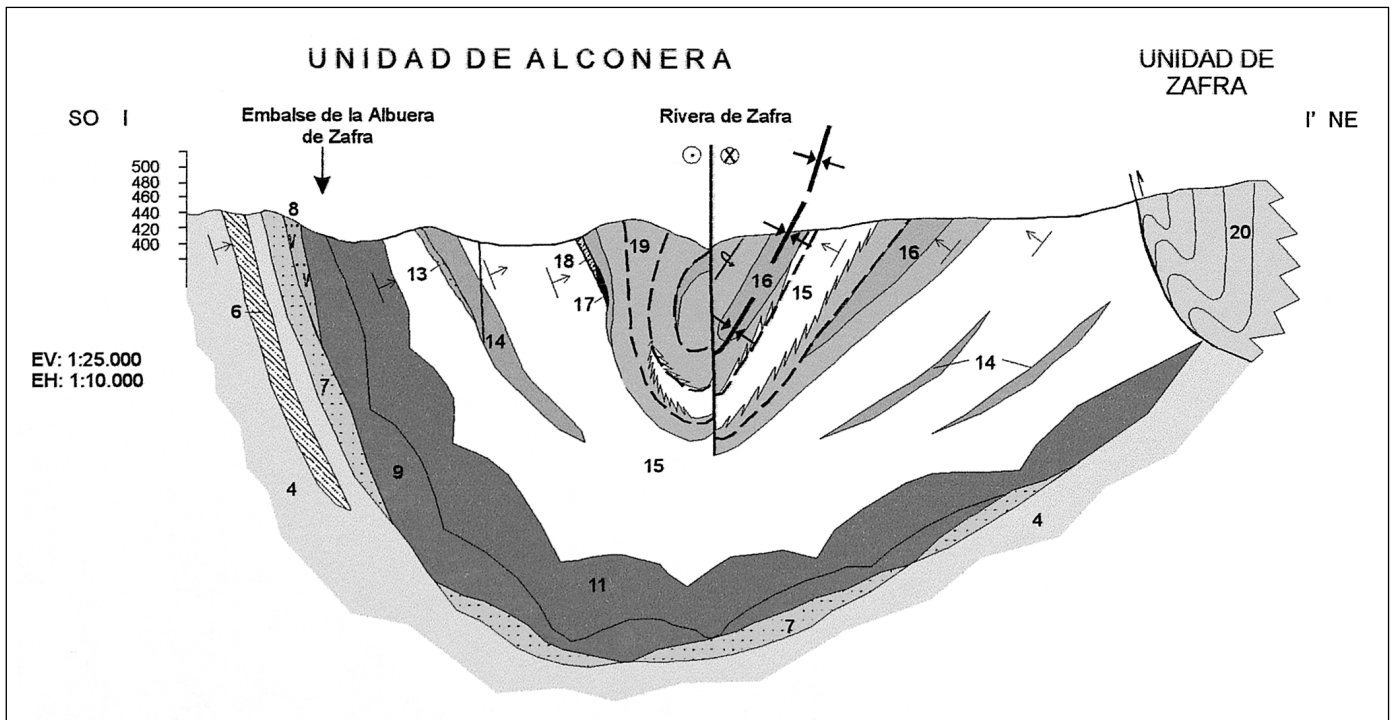 UNIDAD DE ALCONERA
UNIDAD DE
ZAFRA
SO I
Embalse de la Albuera
de Zafra
Rivera de Zafra
I' NE
500
480
460
440
420
400
8
6
13
18
17
19
16
15
16
20
14
14
7
EV: 1:25.000
EH: 1:10.000
4
9
15
4
11
7